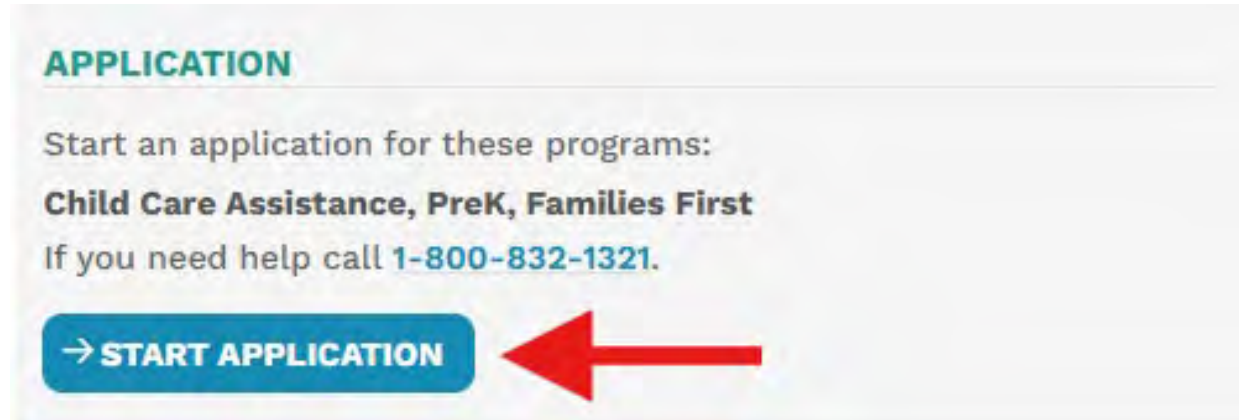 APPLICATION
Start an application for these programs:
Child Care Assistance, PreK, Families First
If you need help call 1-800-832-1321.
→ START APPLICATION